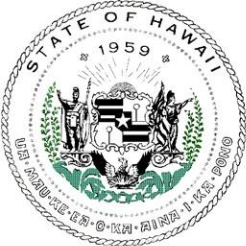 STATE OF HAWAII
1959
UA MAU KE EA O KA AINA I KA PONO